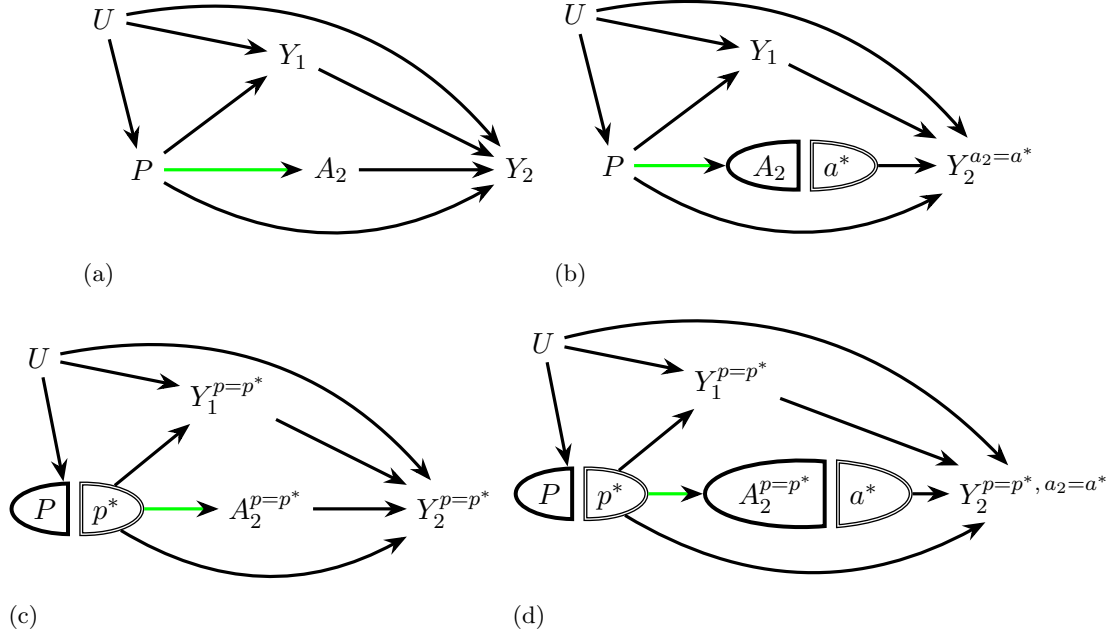 U
Y_1
P
A_2
Y_2
(a)
U
Y_1
P
A_2
a^*
Y_2^{a_2=a^*}
(b)
U
Y_1^{p=p^*}
P
p^*
A_2^{p=p^*}
Y_2^{p=p^*}
(c)
U
Y_1^{p=p^*}
P
p^*
A_2^{p=p^*}
a^*
Y_2^{p=p^*, a_2=a^*}
(d)